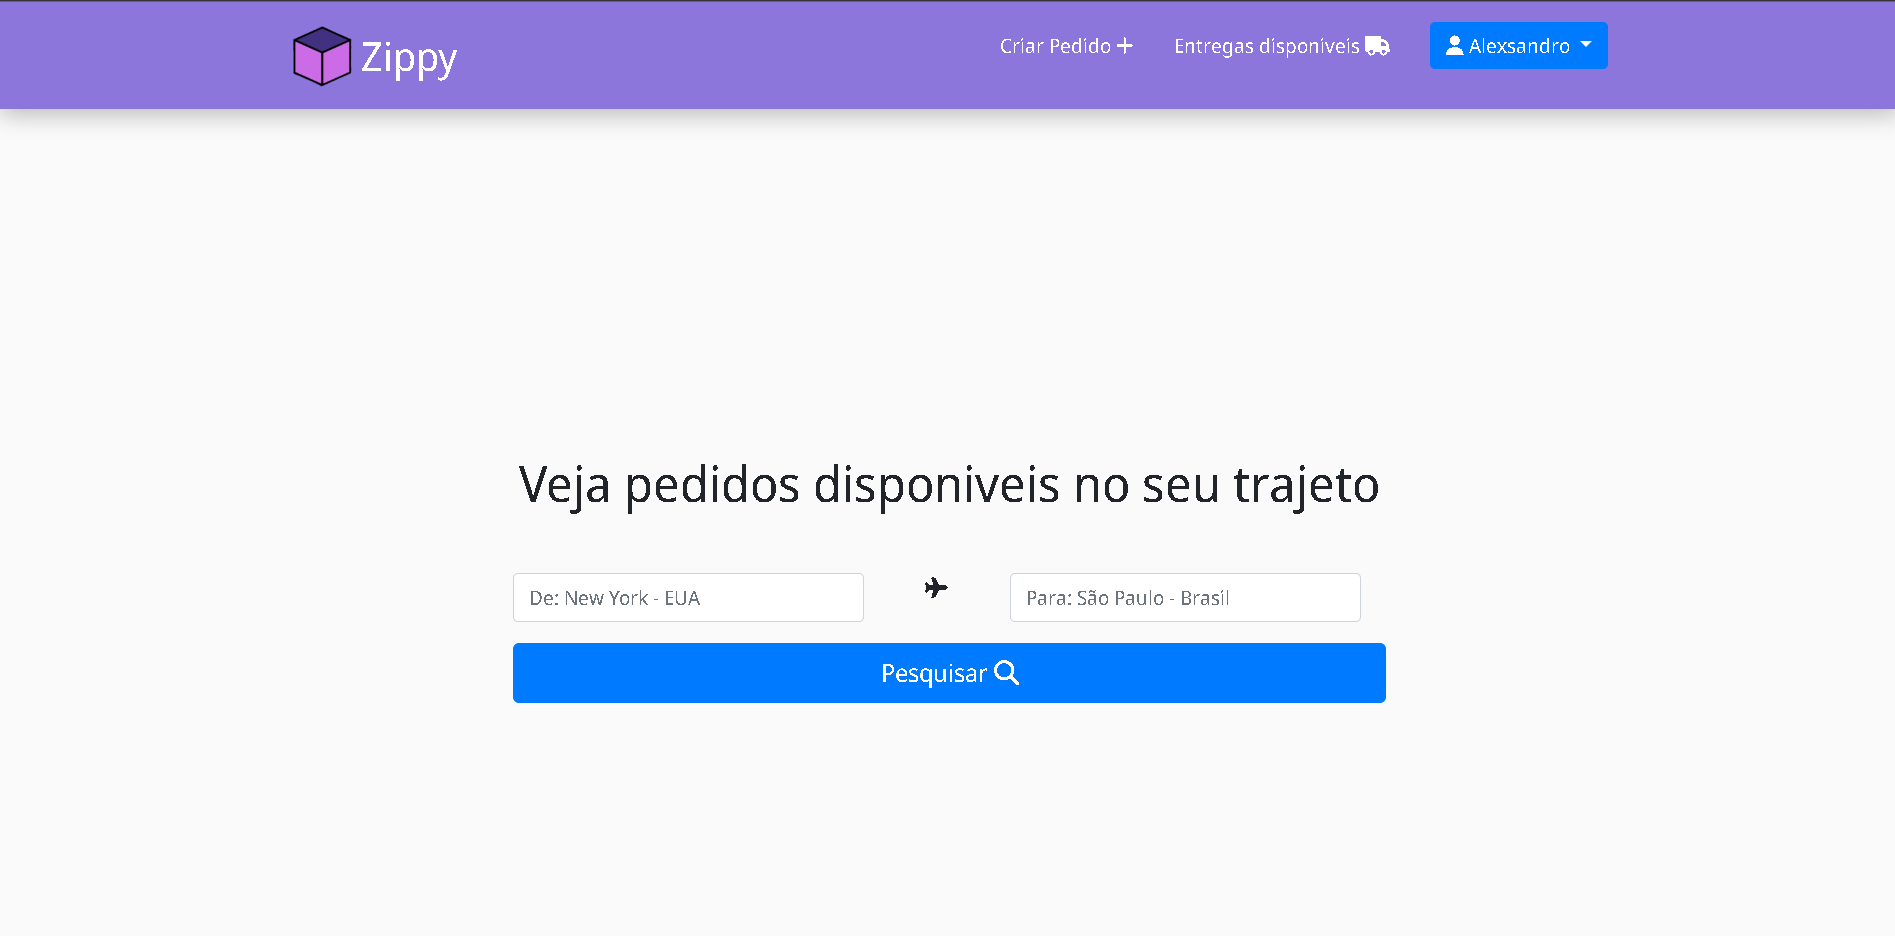 Zippy
Criar Pedido
Entregas disponiveis
Alexsandro
Veja pedidos disponiveis no seu trajeto
De: New York - EUA
Para: São Paulo - Brasil
Pesquisar